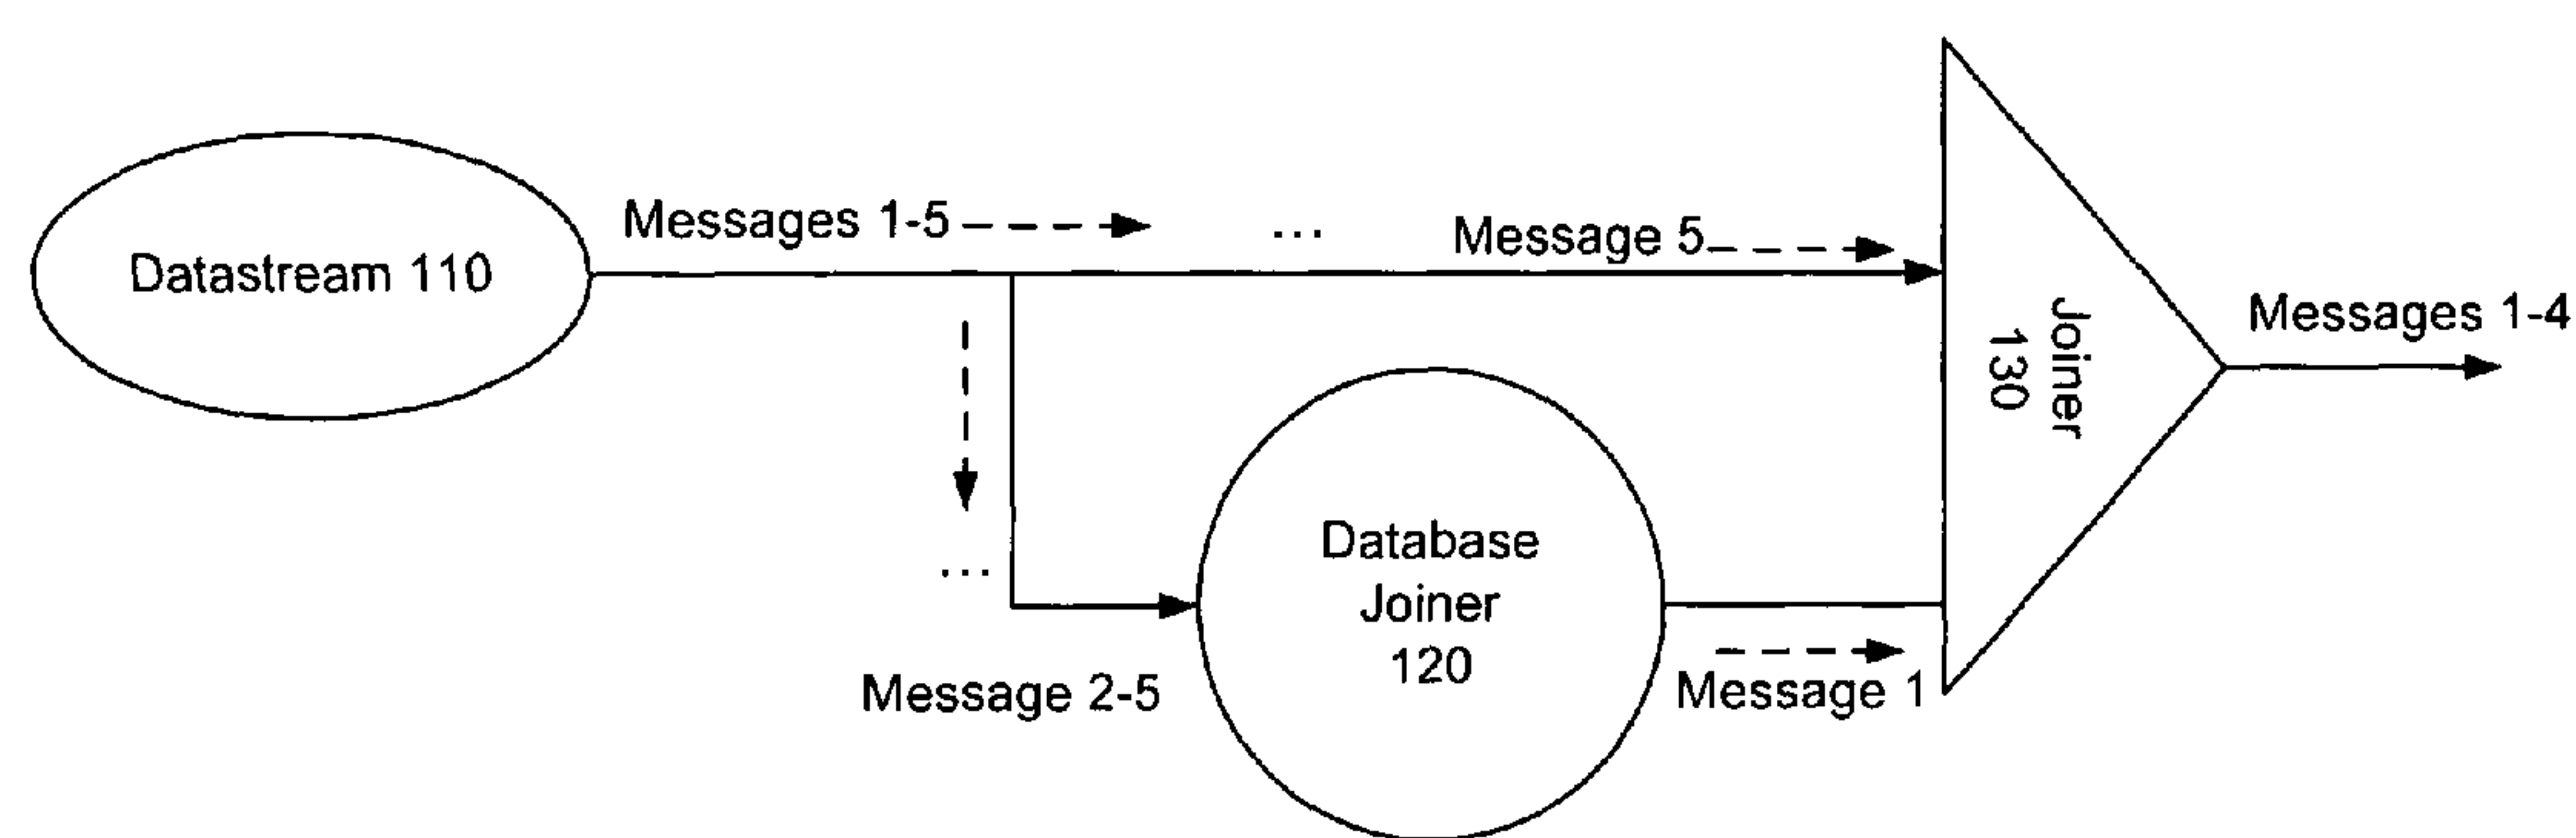 Messages 1-5
...
Message 5
Datastream 110
Joiner
130
Messages 1-4
...
Database
Joiner
120
Message 2-5
Message 1